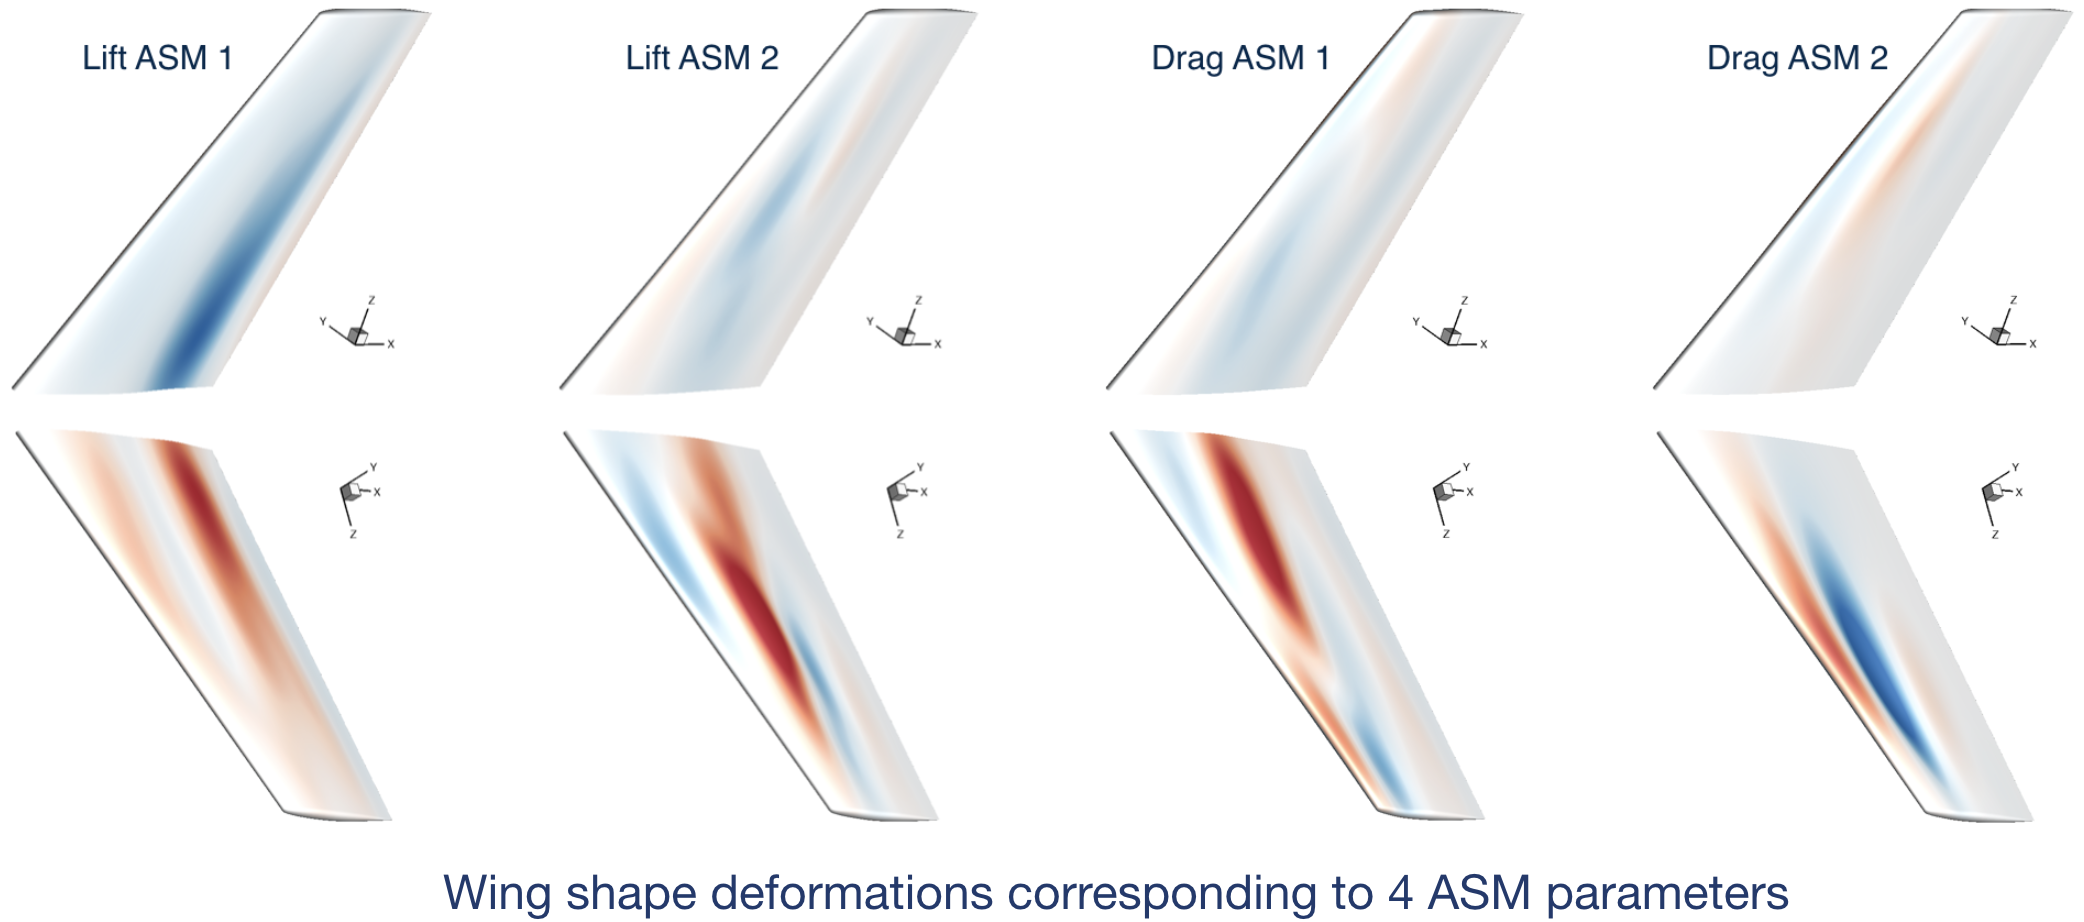 Lift ASM 1
Lift ASM 2
Drag ASM 1
Drag ASM 2
Z
Y
X
Z
Y
X
Z
Y
X
Z
Y
X
Y
X
Z
Y
X
Z
Y
X
Z
Y
X
Z
Wing shape deformations corresponding to 4 ASM parameters